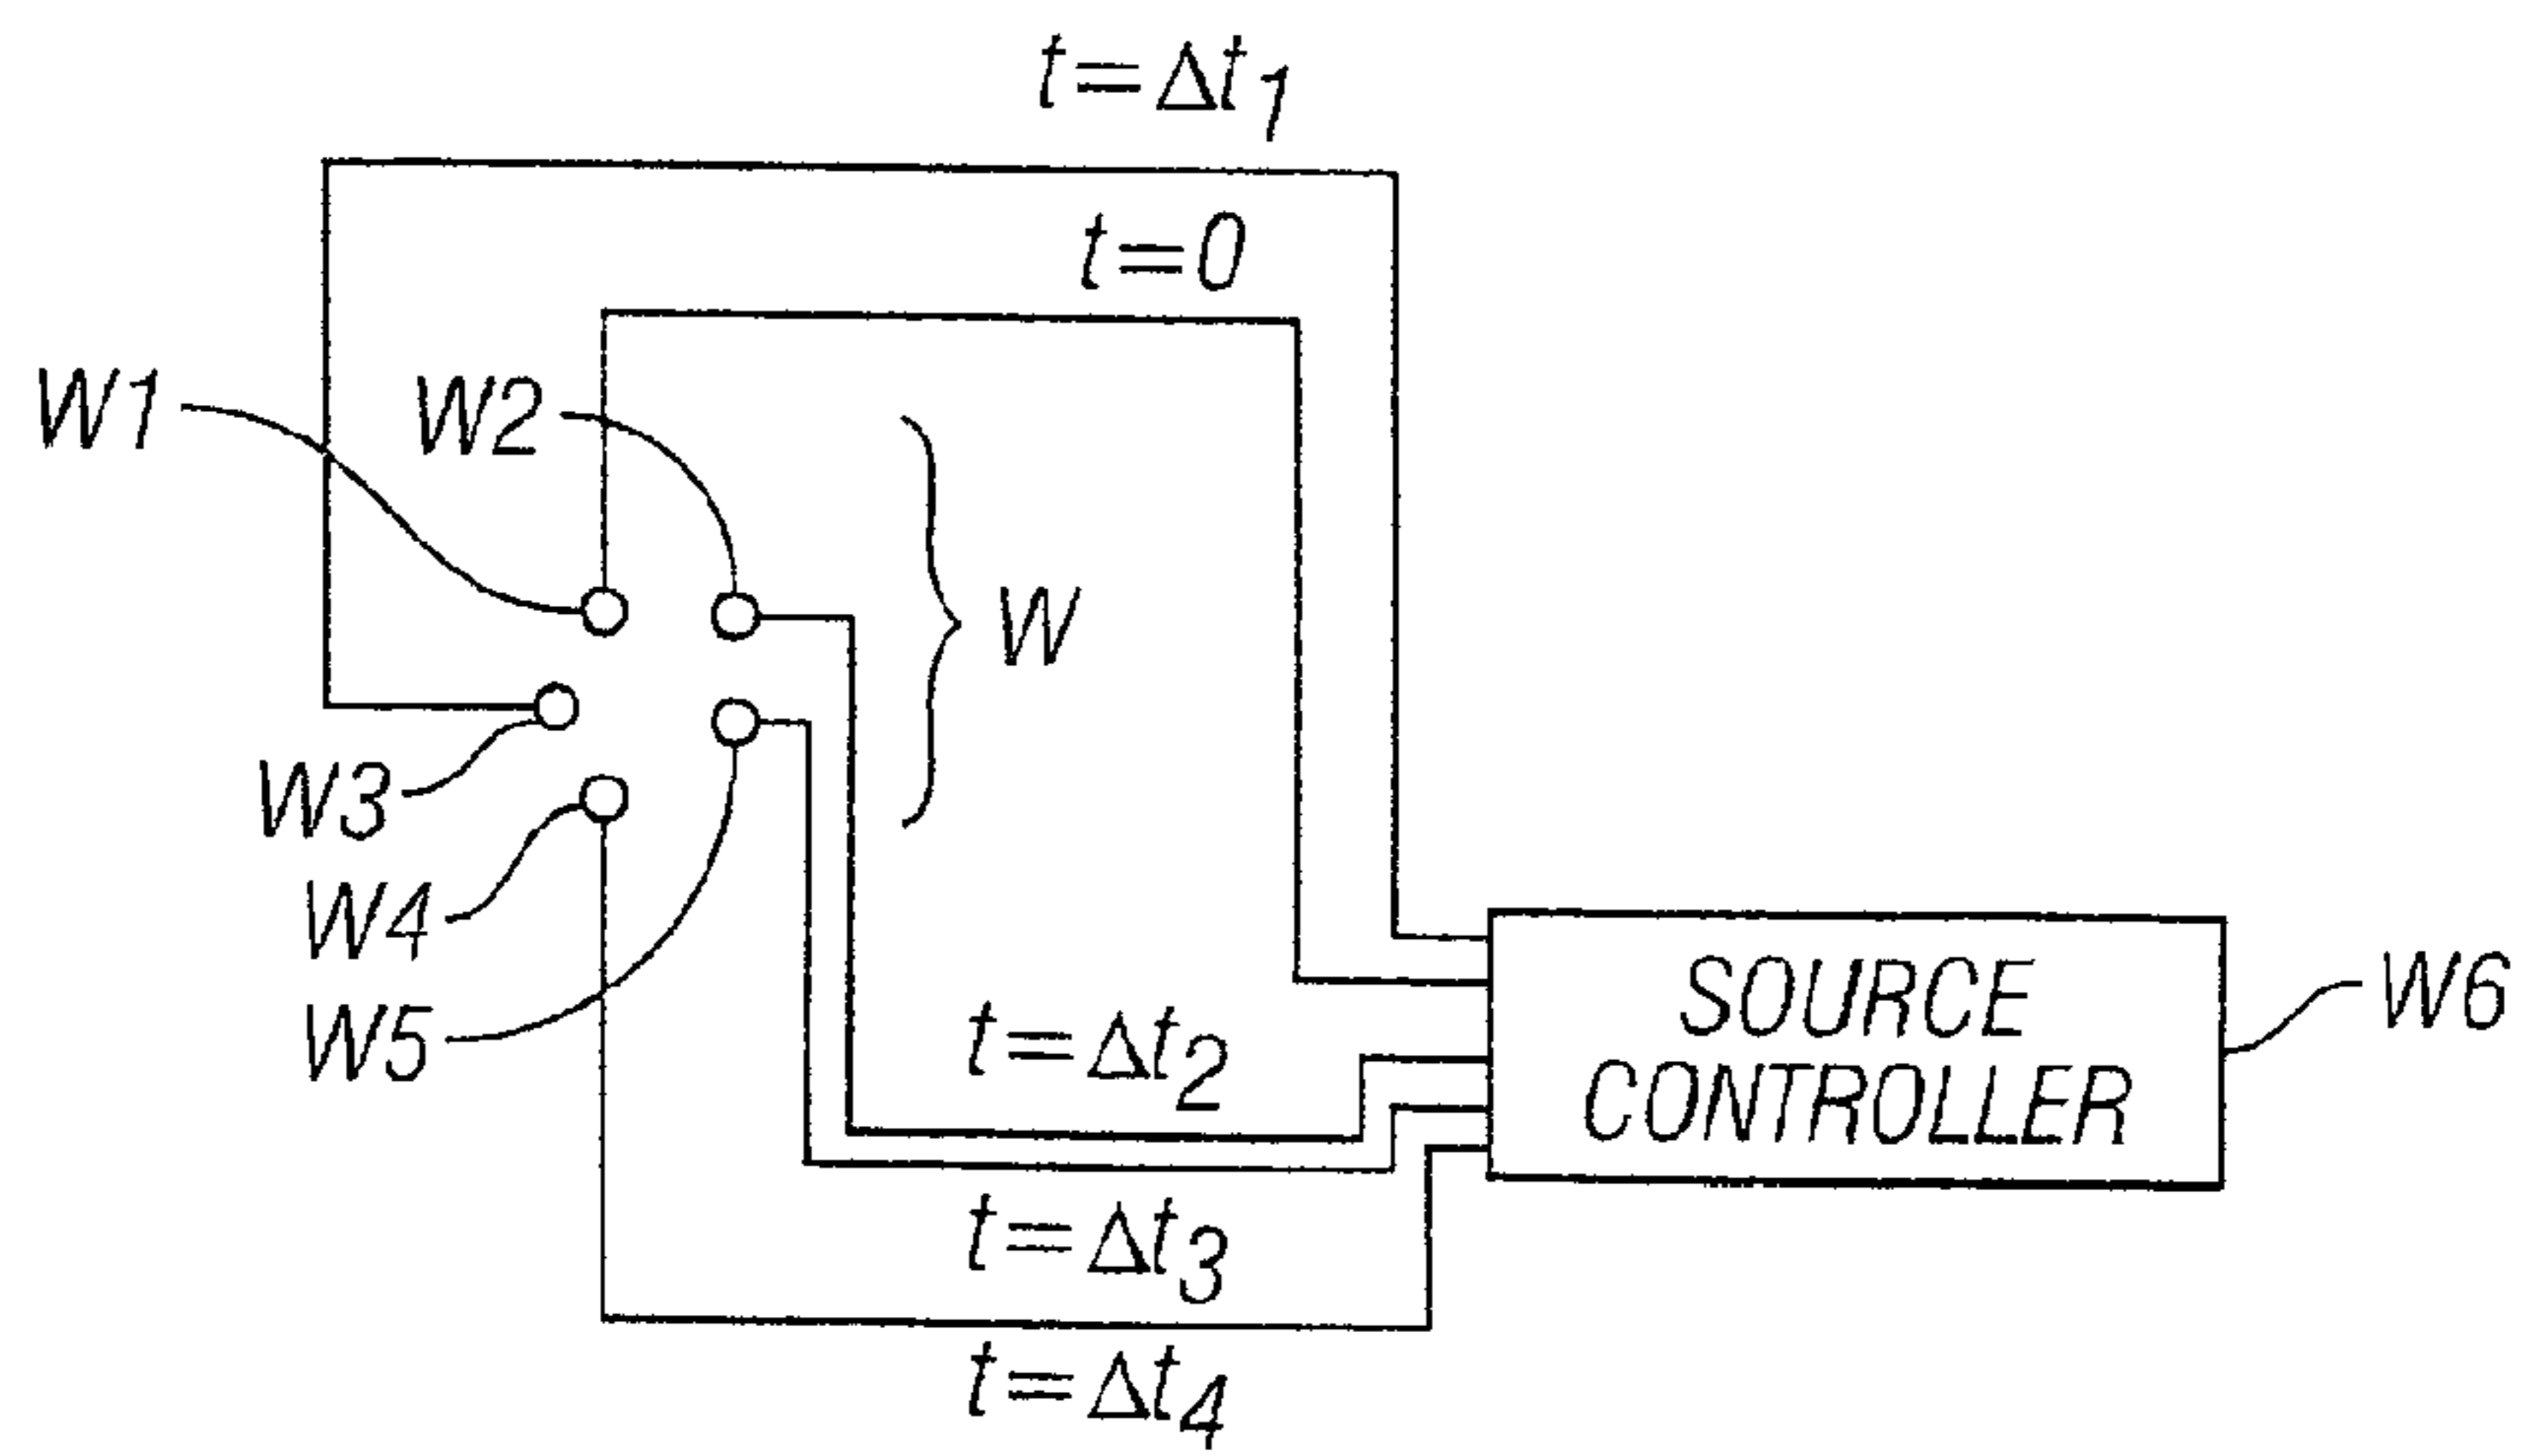 t=Δt1
t=0
W1
W2
W
W3
W4
W5
t=Δt2
t=Δt3
t=Δt4
SOURCE
CONTROLLER
W6